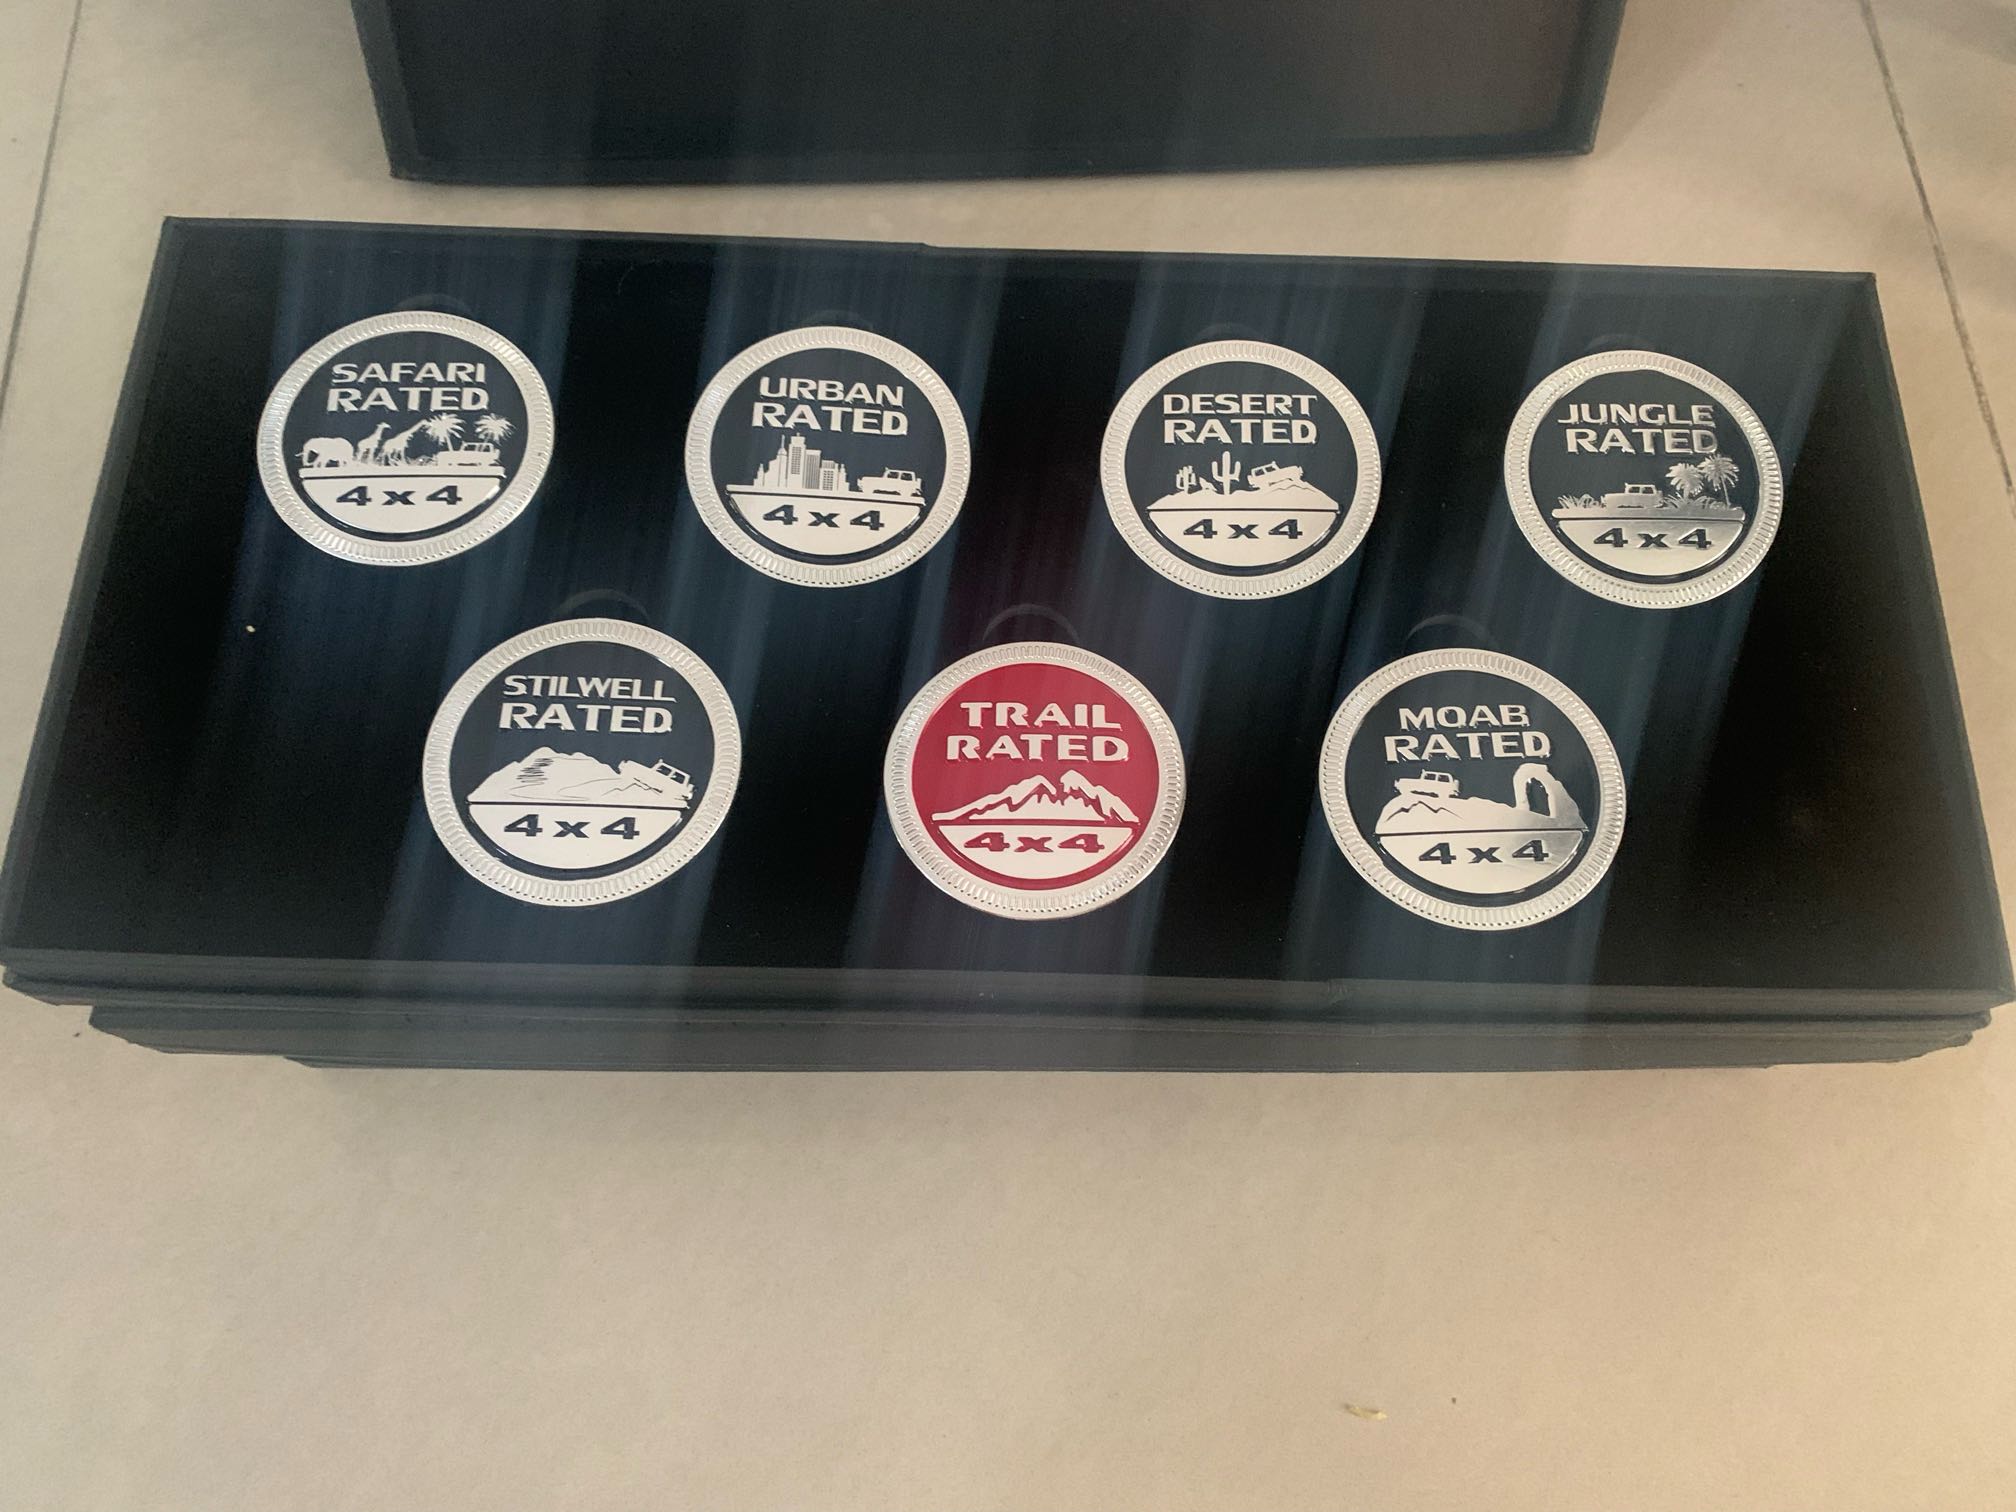 SAFARI
RATED
4x4
URBAN
RATED
4x4
DESERT
RATED
4x4
JUNGLE
RATED
4x4
STILWELL
RATED
4x4
TRAIL
RATED
4x4
MOAB
RATED
4x4